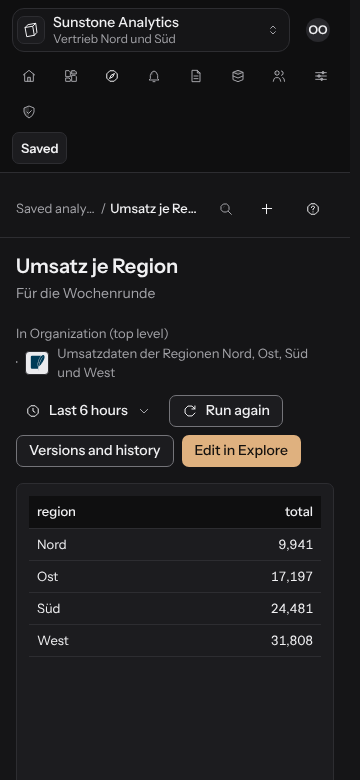 Sunstone Analytics
Vertrieb Nord und Süd
OO
Saved
Saved analy... / Umsatz je Re...
Umsatz je Region
Für die Wochenrunde
In Organization (top level)
Umsatzdaten der Regionen Nord, Ost, Süd
und West
Last 6 hours
Run again
Versions and history
Edit in Explore
region total
Nord 9,941
Ost 17,197
Süd 24,481
West 31,808